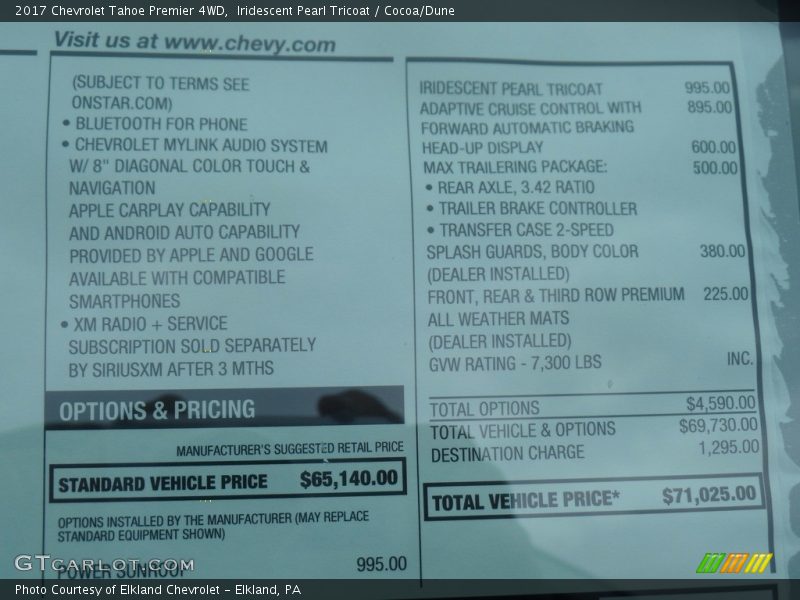 2017 Chevrolet Tahoe Premier 4WD, Iridescent Pearl Tricoat / Cocoa/Dune
Visit us at www.chevy.com
(SUBJECT TO TERMS SEE
ONSTAR.COM)
• BLUETOOTH FOR PHONE
• CHEVROLET MYLINK AUDIO SYSTEM
W/ 8" DIAGONAL COLOR TOUCH &
NAVIGATION
APPLE CARPLAY CAPABILITY
AND ANDROID AUTO CAPABILITY
PROVIDED BY APPLE AND GOOGLE
AVAILABLE WITH COMPATIBLE
SMARTPHONES
• XM RADIO + SERVICE
SUBSCRIPTION SOLD SEPARATELY
BY SIRIUSXM AFTER 3 MTHS
OPTIONS & PRICING
MANUFACTURER'S SUGGESTED RETAIL PRICE
STANDARD VEHICLE PRICE $65,140.00
OPTIONS INSTALLED BY THE MANUFACTURER (MAY REPLACE
STANDARD EQUIPMENT SHOWN)
POWER SUNROOF 995.00
IRIDESCENT PEARL TRICOAT 995.00
ADAPTIVE CRUISE CONTROL WITH 895.00
FORWARD AUTOMATIC BRAKING
HEAD-UP DISPLAY 600.00
MAX TRAILERING PACKAGE: 500.00
• REAR AXLE, 3.42 RATIO
• TRAILER BRAKE CONTROLLER
• TRANSFER CASE 2-SPEED
SPLASH GUARDS, BODY COLOR 380.00
(DEALER INSTALLED)
FRONT, REAR & THIRD ROW PREMIUM 225.00
ALL WEATHER MATS
(DEALER INSTALLED)
GVW RATING - 7,300 LBS INC.
TOTAL OPTIONS $4,590.00
TOTAL VEHICLE & OPTIONS $69,730.00
DESTINATION CHARGE 1,295.00
TOTAL VEHICLE PRICE* $71,025.00
GTCARLOT.COM
Photo Courtesy of Elkland Chevrolet - Elkland, PA